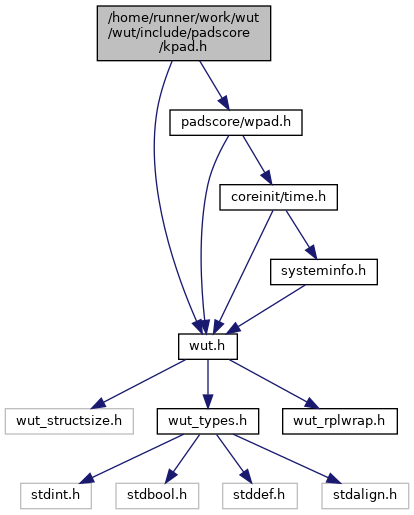 /home/runner/work/wut
/wut/include/padscore
/kpad.h
padscore/wpad.h
coreinit/time.h
systeminfo.h
wut.h
wut_structsize.h
wut_types.h
wut_rplwrap.h
stdint.h
stdbool.h
stddef.h
stdalign.h